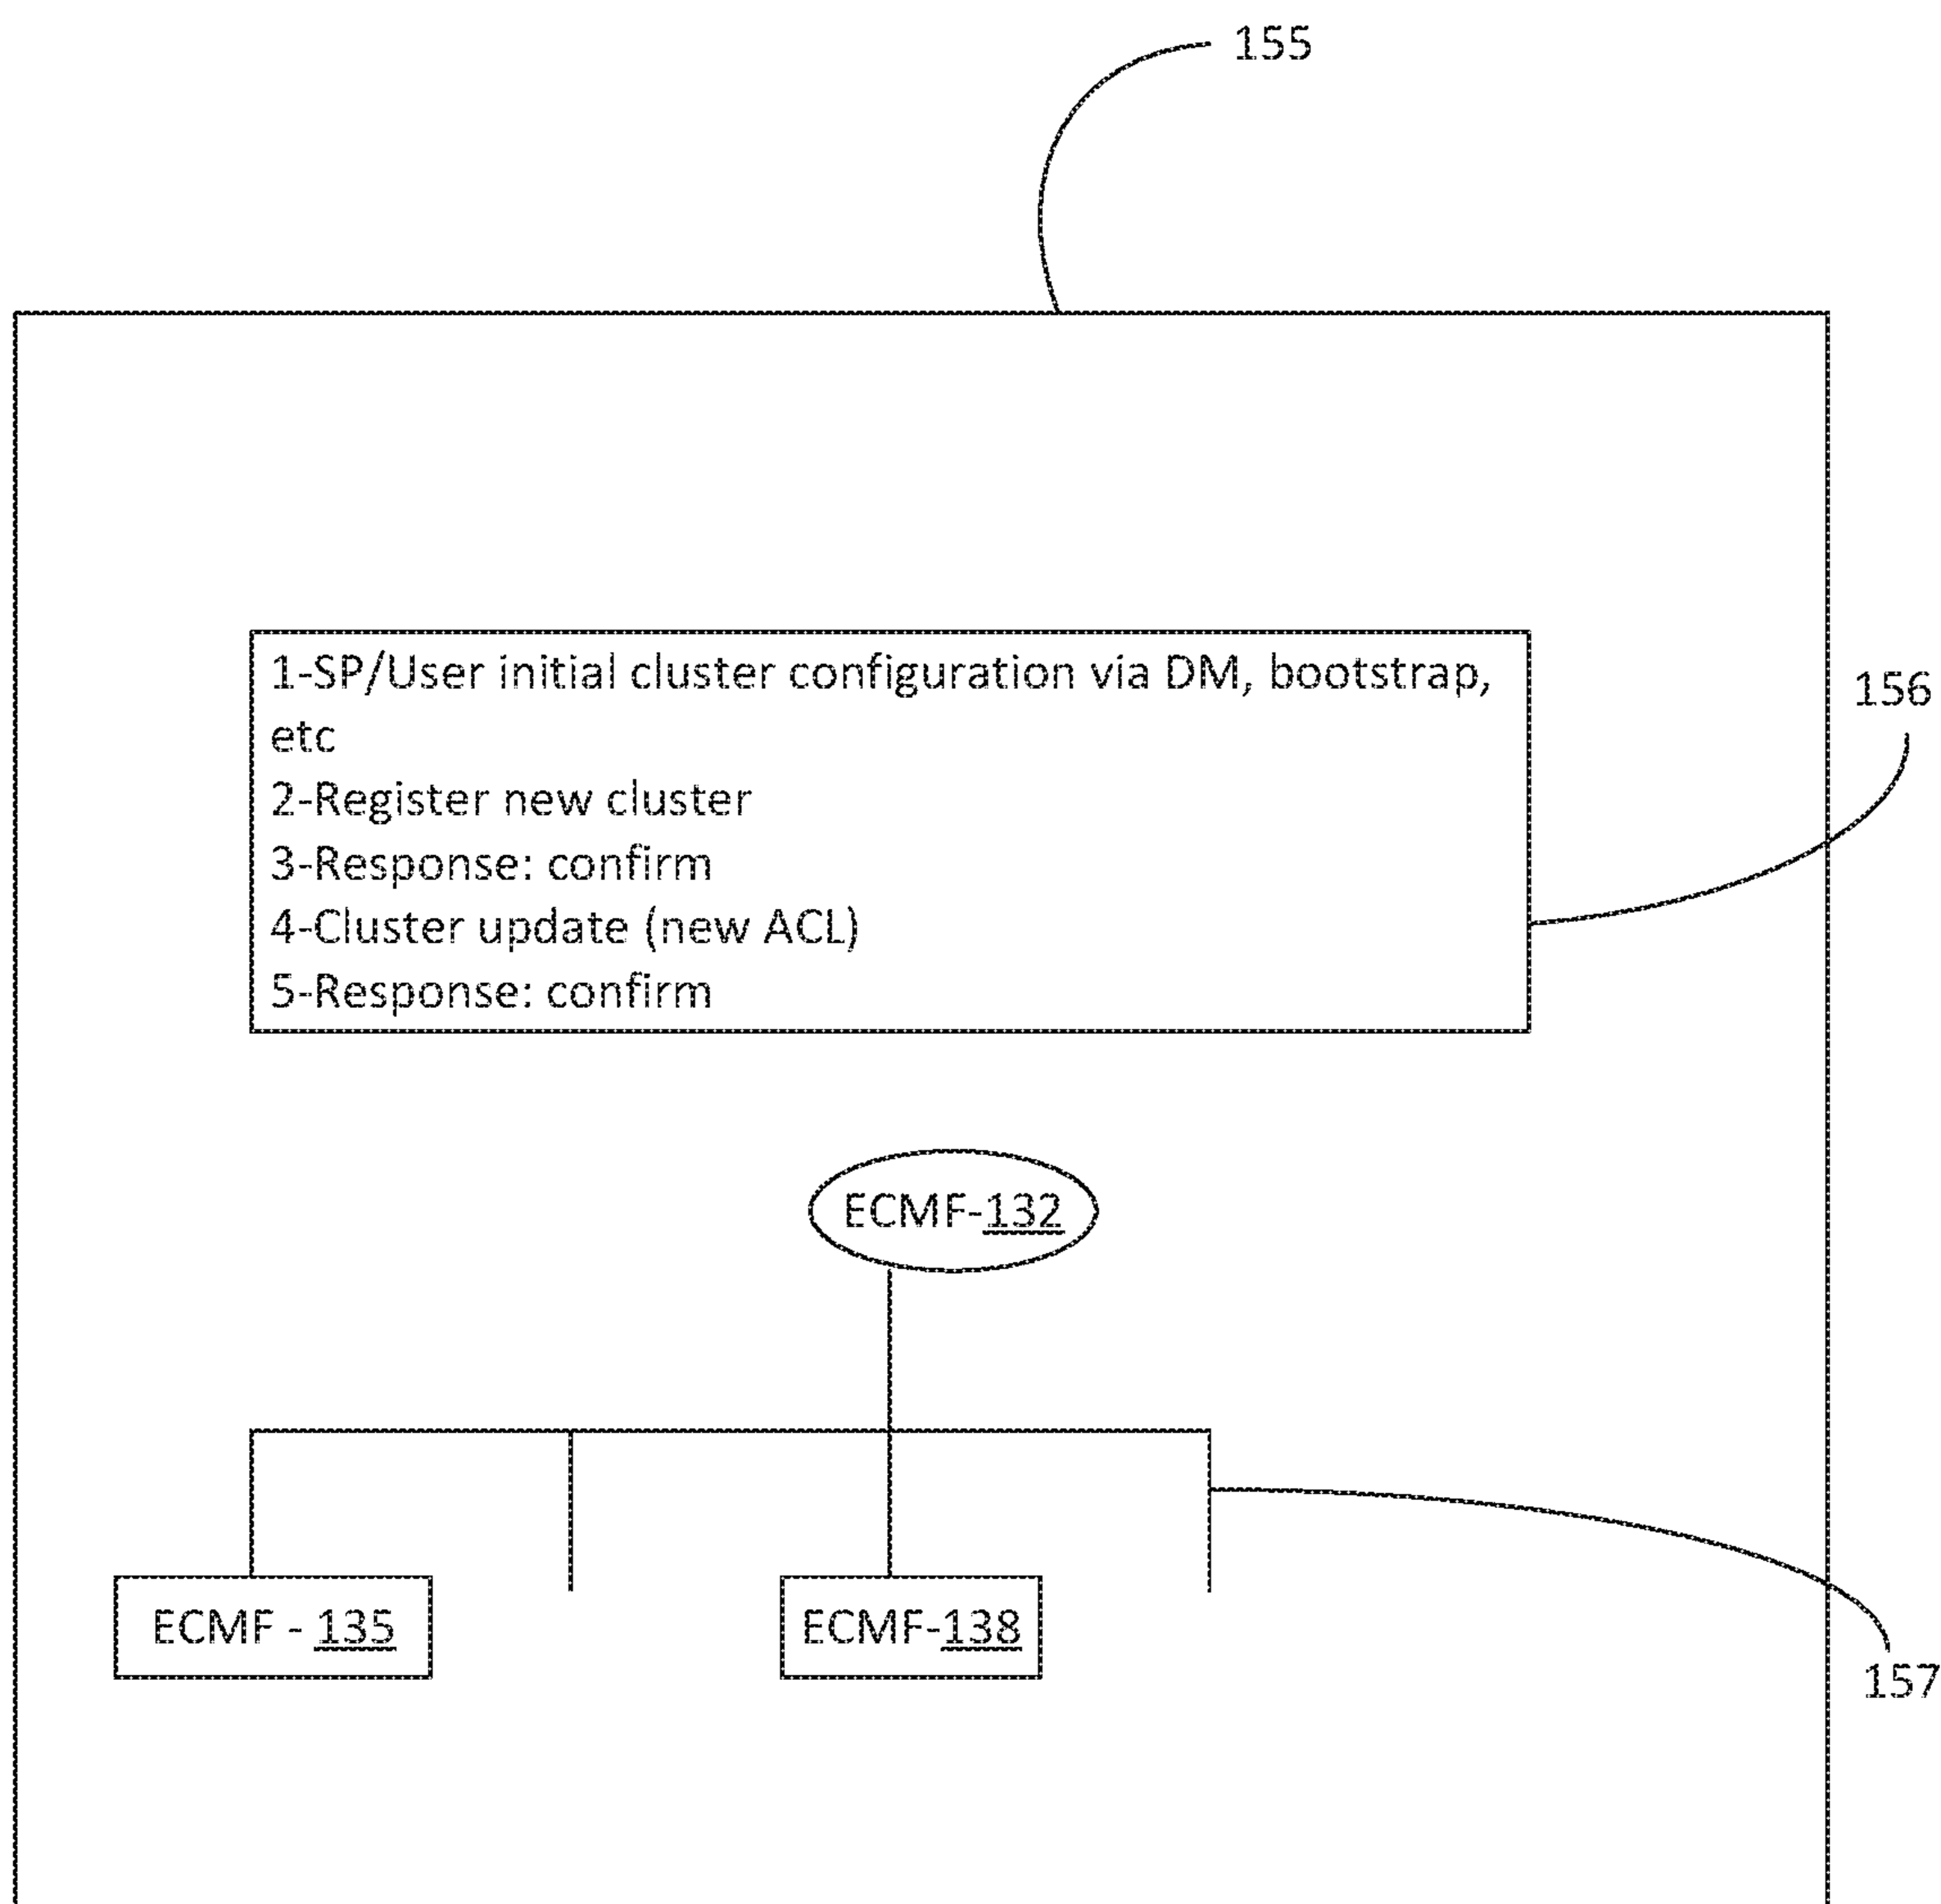 155
1-SP/User initial cluster configuration via DM, bootstrap,
etc
156
2-Register new cluster
3-Response: confirm
4-Cluster update (new ACL)
5-Response: confirm
ECMF-132
ECMF - 135
ECMF-138
157